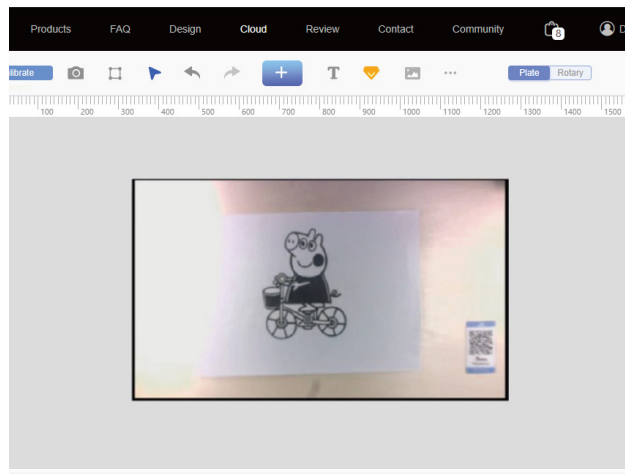 Products FAQ Design Cloud Review Contact Community 8 D
librate T Plate Rotary
100 200 300 400 500 600 700 800 900 1000 1100 1200 1300 1400 1500